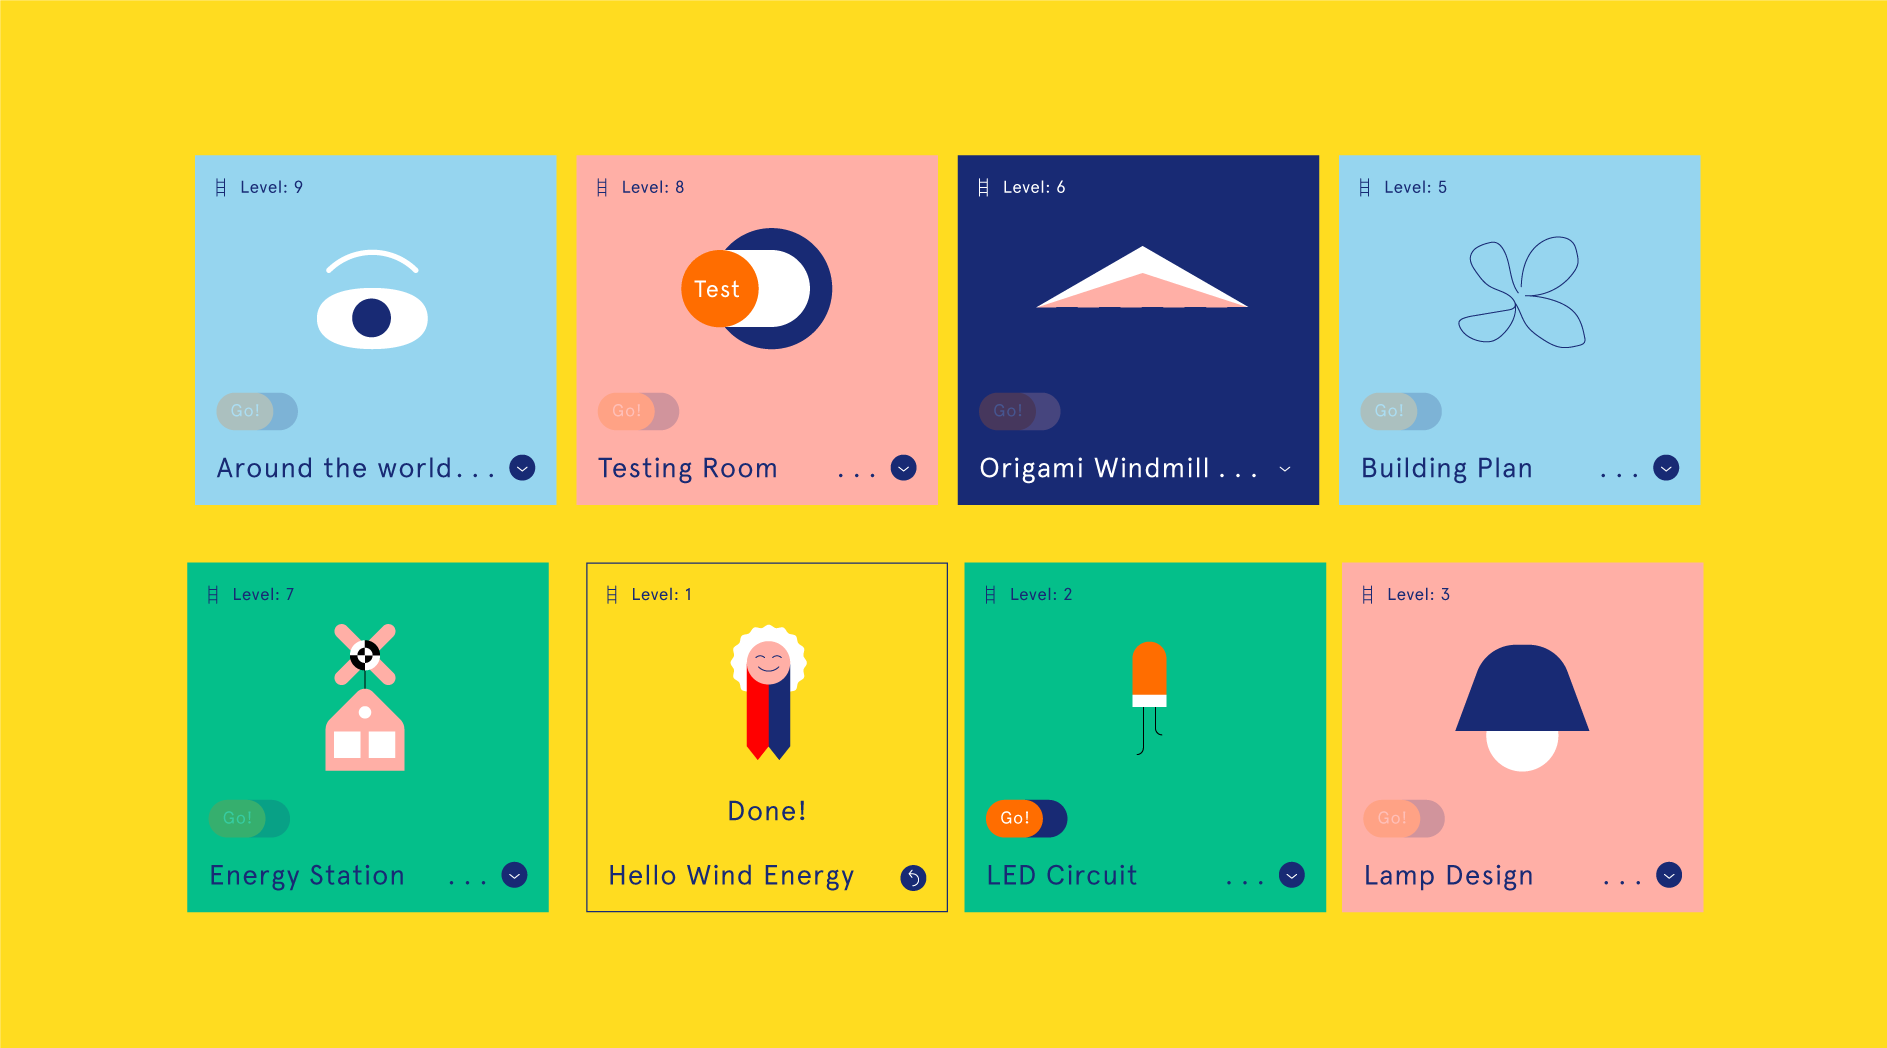 Level: 9
Go!
Around the world...
Level: 8
Test
Go!
Testing Room ...
Level: 6
Go!
Origami Windmill ...
Level: 5
Go!
Building Plan ...
Level: 7
Go!
Energy Station ...
Level: 1
Done!
Hello Wind Energy
Level: 2
Go!
LED Circuit ...
Level: 3
Go!
Lamp Design ...